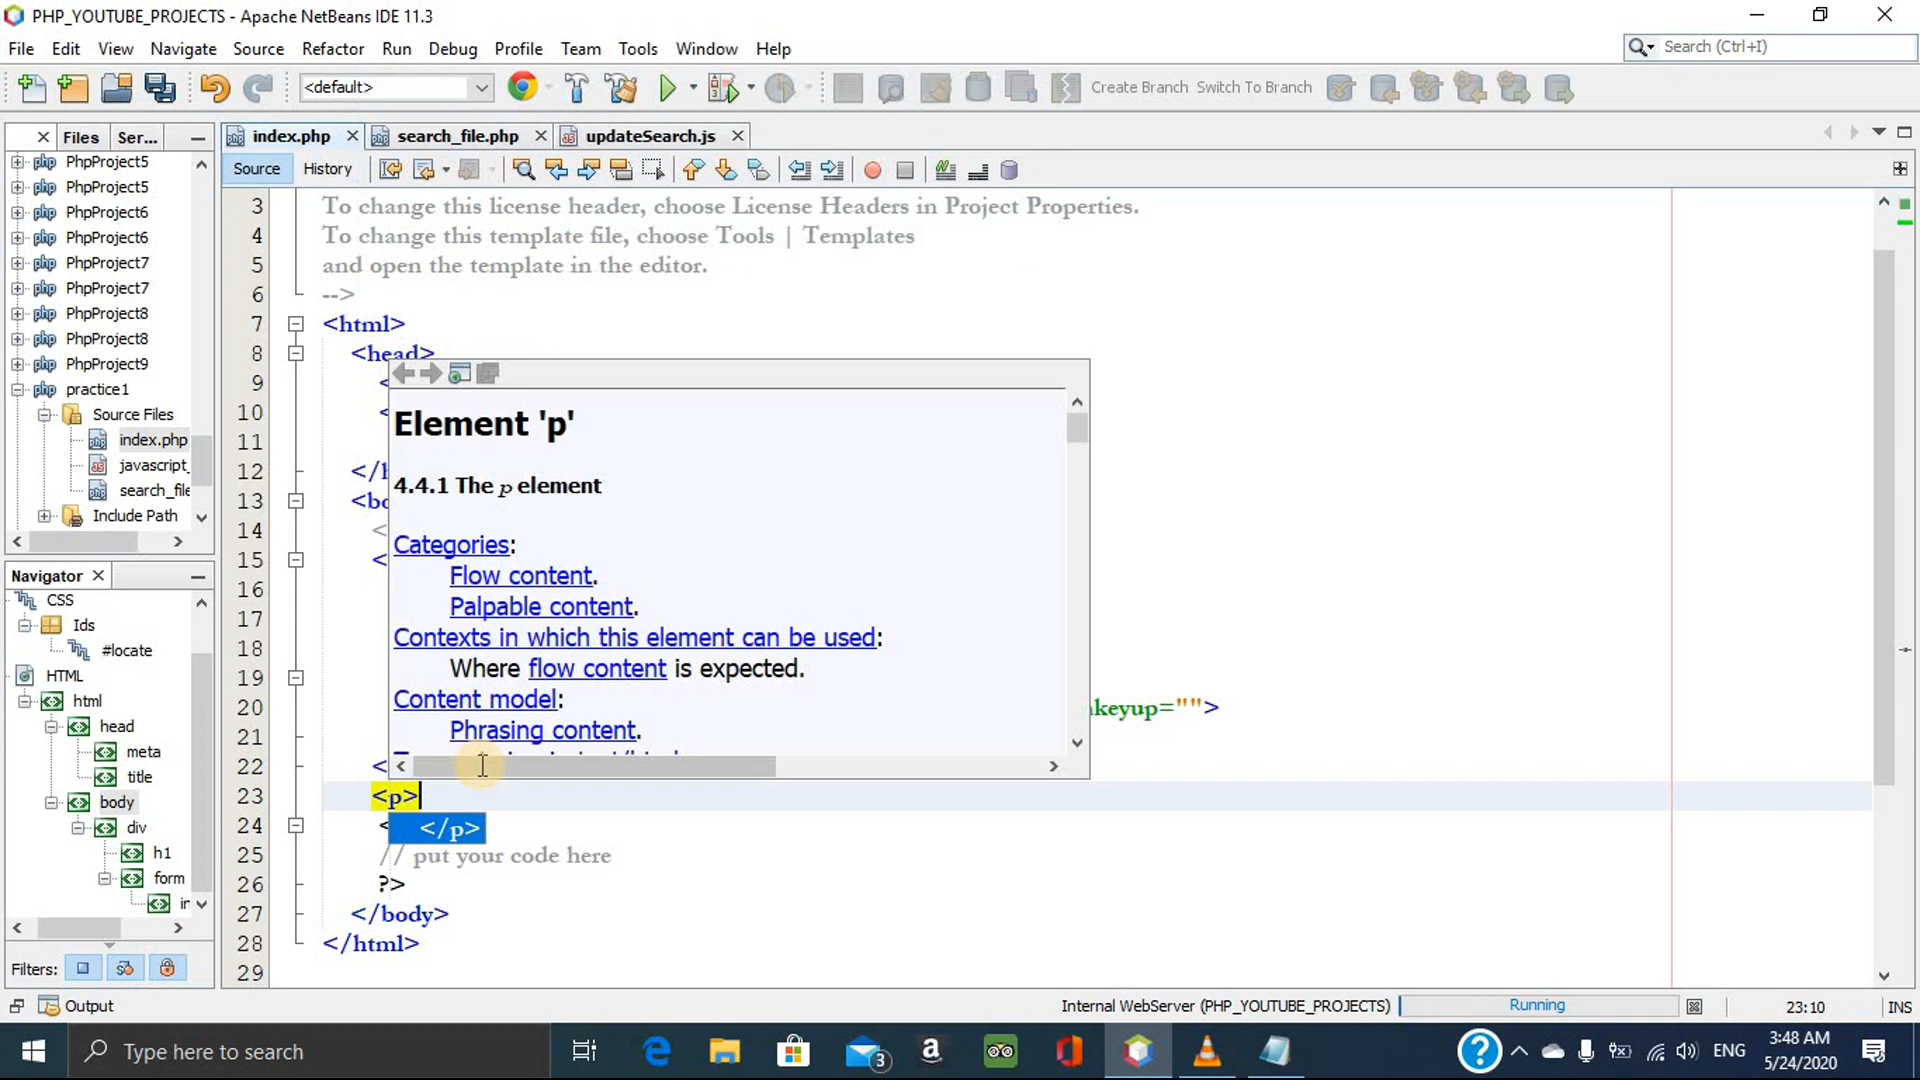 PHP_YOUTUBE_PROJECTS - Apache NetBeans IDE 11.3
File Edit View Navigate Source Refactor Run Debug Profile Team Tools Window Help
Search (Ctrl+I)
<default>
Create Branch Switch To Branch
Files Ser...
index.php search_file.php updateSearch.js
Source History
PhpProject5
PhpProject5
PhpProject6
PhpProject6
PhpProject7
PhpProject7
PhpProject8
PhpProject8
PhpProject9
practice1
Source Files
index.php
javascript_
search_file
Include Path
Navigator
CSS
Ids
#locate
HTML
html
head
meta
title
body
div
h1
form
in
Filters:
3 To change this license header, choose License Headers in Project Properties.
4 To change this template file, choose Tools | Templates
5 and open the template in the editor.
6 -->
7 <html>
8 <head>
9 <
10 <
11
12 </h
13 <bo
14 <
15 <
16
17
18
19
20 nkeyup="">
21
22 <
23 <p>
24 <
25 // put your code here
26 ?>
27 </body>
28 </html>
29
Element 'p'
4.4.1 The p element
Categories:
Flow content.
Palpable content.
Contexts in which this element can be used:
Where flow content is expected.
Content model:
Phrasing content.
</p>
Output
Internal WebServer (PHP_YOUTUBE_PROJECTS) Running 23:10 INS
Type here to search
3
ENG
3:48 AM
5/24/2020